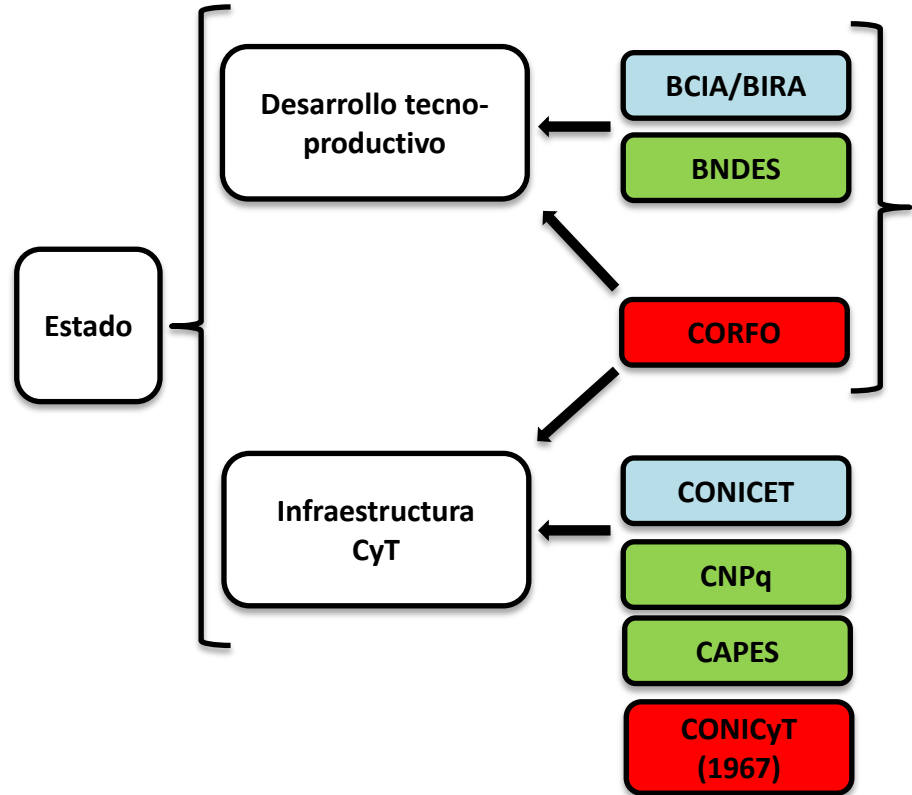 Estado
Desarrollo tecno-
productivo
Infraestructura
CyT
BCIA/BIRA
BNDES
CORFO
CONICET
CNPq
CAPES
CONICyT
(1967)